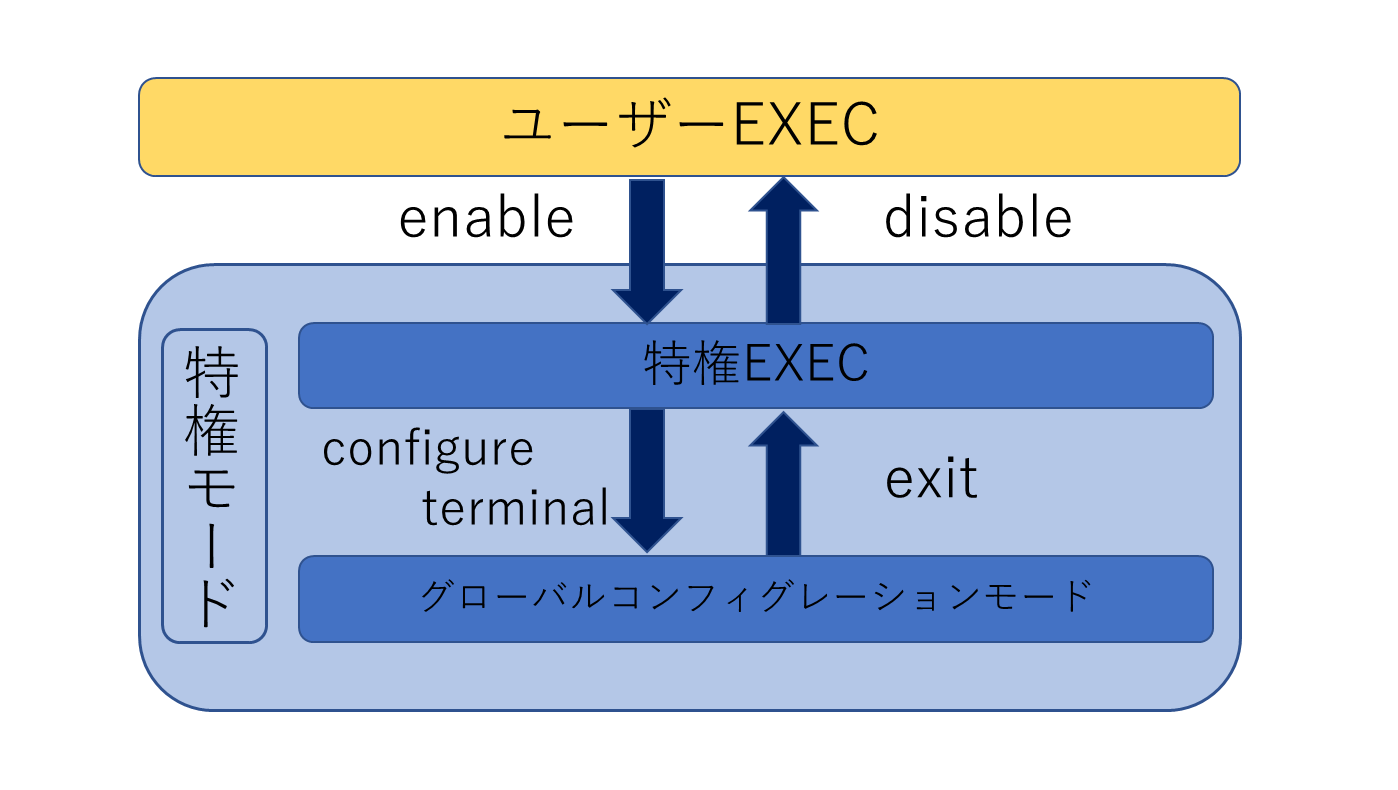 ユーザーEXEC
enable
disable
特権モード
特権EXEC
configure
terminal
exit
グローバルコンフィグレーションモード